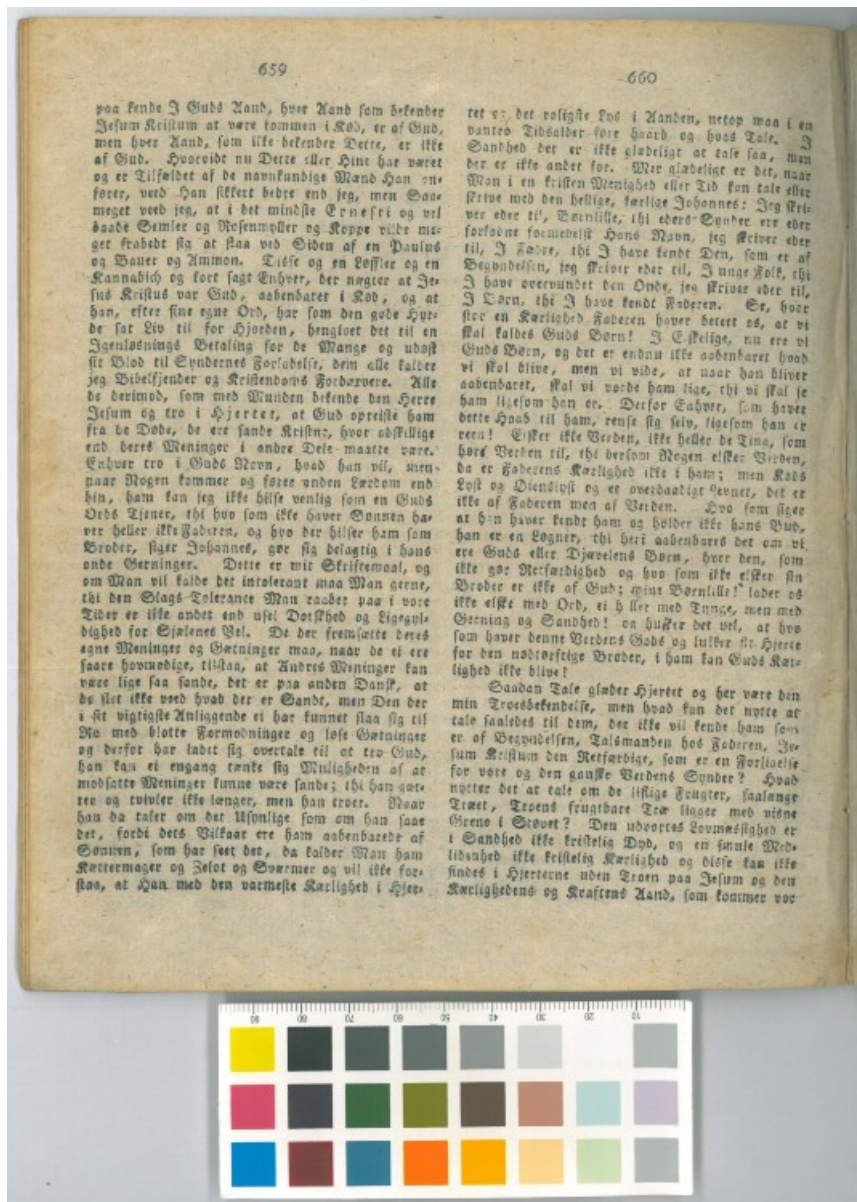 659
paa kende I Guds Aand, hver Aand som bekender
Jesum Kristum at være kommen i Kød, er af Gud,
men hver Aand, som ikke bekender Dette, er ikke
af Gud. Hvorvidt nu Dette eller Hint har været
og er Tilfældet af de navnkundige Mænd Han an-
fører, veed Han sikkert bedre end jeg, men Saa-
meget veed jeg, at i det mindste Ernesti og vel
baade Semler og Rosenmyller og Koppe vilde me-
get frabedt sig at staa ved Siden af en Paulus
og Bauer og Ammon. Disse og en Løffler og en
Kannabich og kort sagt Enhver, der nægter at Je-
sus Kristus var Gud, aabenbaret i Kød, og at
han, efter sine egne Ord, har som den gode Hyr-
de sat Liv til for Hjorden, hengivet det til en
Igenløsnings Betaling for de Mange og udøst
sit Blod til Syndernes Forladelse, dem alle kalder
jeg Bibelfjender og Kristendoms Fordærvere. Alle
de derimod, som med Munden bekende den Herre
Jesum og tro i Hjertet, at Gud opreiste ham
fra de Døde, de ere sande Kristne, hvor adskillige
end deres Meninger i andre Dele maatte være.
Enhver tro i Guds Navn, hvad han vil, men
naar Nogen kommer og fører anden Lærdom end
hin, ham kan jeg ikke hilse venlig som en Guds
Ords Tjener, thi hvo som ikke haver Sønnen ha-
ver heller ikke Faderen, og hvo der hilser ham som
Broder, siger Johannes, gør sig delagtig i hans
onde Gerninger. Dette er mit Skriftemaal, og
om Man vil kalde det intolerant maa Man gerne,
thi den Slags Tolerance Man raaber paa i vore
Tider er ikke andet end usel Dorskhed og Ligegyl-
dighed for Sjælenes Vel. De der fremsætte deres
egne Meninger og Gætninger maa, naar de ei ere
saare hovmodige, tilstaa, at Andres Meninger kan
være lige saa sande, det er paa anden Dansk, at
de slet ikke veed hvad der er Sandt, men Den der
i sit vigtigste Anliggende ei har kunnet slaa sig til
Ro med blotte Formodninger og løse Gætninger
og derfor har ladet sig overtale til at tro Gud,
han kan ei engang tænke sig Muligheden af at
modsatte Meninger kunne være sande; thi han gæt-
ter og tvivler ikke længer, men han troer. Naar
han da taler om det Usynlige som om han saae
det, fordi dets Vilkaar ere ham aabenbarede af
Sønnen, som har seet det, da kalder Man ham
Kættermager og Zelot og Sværmer og vil ikke for-
staa, at Han med den varmeste Kærlighed i Hjer-
660
tet og det roligste Lys i Aanden, netop maa i en
vantro Tidsalder føre haard og hvas Tale. I
Sandhed det er ikke glædeligt at tale saa, men
der er ikke andet for. Mer glædeligt er det, naar
Man i en kristen Menighed eller Tid kan tale eller
skrive med den hellige, kærlige Johannes: Jeg skri-
ver eder til, Børnlille, thi eders Synder ere eder
forladne formedelst Hans Navn, jeg skriver eder
til, I Fædre, thi I have kendt Den, som er af
Begyndelsen, jeg skriver eder til, I unge Folk, thi
I have overvundet den Onde, jeg skriver eder til,
I Børn, thi I have kendt Faderen. Se, hvor
stor en Kærlighed Faderen haver betett os, at vi
skal kaldes Guds Børn! I Elskelige, nu ere vi
Guds Børn, og det er endnu ikke aabenbaret hvad
vi skal blive, men vi vide, at naar han bliver
aabenbaret, skal vi vorde ham lige, thi vi skal se
ham ligesom han er. Derfor Enhver, som haver
dette Haab til ham, rense sig selv, ligesom han er
reen! Elsker ikke Verden, ikke heller de Ting, som
høre Verden til, thi dersom Nogen elsker Verden,
da er Faderens Kærlighed ikke i ham; men Køds
Lyst og Øienslyst og et overdaadigt Levnet, det er
ikke af Faderen men af Verden. Hvo som siger
at han haver kendt ham og holder ikke hans Bud,
han er en Løgner, thi heri aabenbares det om vi
ere Guds eller Djævelens Børn, hver den, som
ikke gør Retfærdighed og hvo som ikke elsker sin
Broder er ikke af Gud; mine Børnlille! lader os
ikke elske med Ord, ei heller med Tunge, men med
Gerning og Sandhed! og husker det vel, at hvo
som haver denne Verdens Gods og lukker sit Hjerte
for den nødtørftige Broder, i ham kan Guds Kær-
lighed ikke blive!
Saadan Tale glæder Hjertet og her være den
min Troesbekendelse, men hvad kan det nytte at
tale saaledes til dem, der ikke vil kende ham som
er af Begyndelsen, Talsmanden hos Faderen, Je-
sum Kristum den Retfærdige, som er en Forligelse
for vore og den ganske Verdens Synder? Hvad
nytter det at tale om de liflige Frugter, saalænge
Træet, Troens frugtbare Træ ligger med visne
Grene i Støvet? Den udvortes Lovmæssighed er
i Sandhed ikke kristelig Dyd, og en sanslig Med-
lidenhed ikke kristelig Kærlighed og disse kan ikke
findes i Hjerterne uden Troen paa Jesum og den
Kærlighedens og Kraftens Aand, som kommer vor
90 80 70 60 50 40 30 20 10